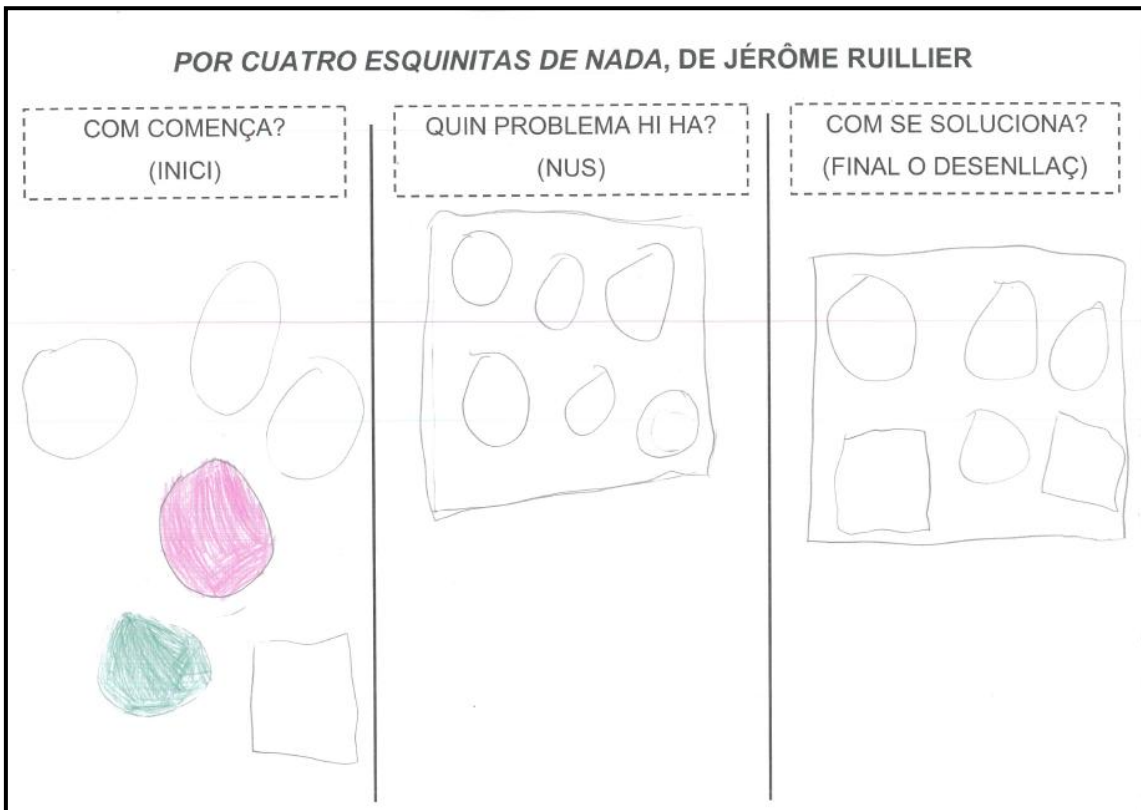 POR CUATRO ESQUINITAS DE NADA, DE JÉRÔME RUILLIER
COM COMENÇA?
(INICI)
QUIN PROBLEMA HI HA?
(NUS)
COM SE SOLUCIONA?
(FINAL O DESENLLAÇ)